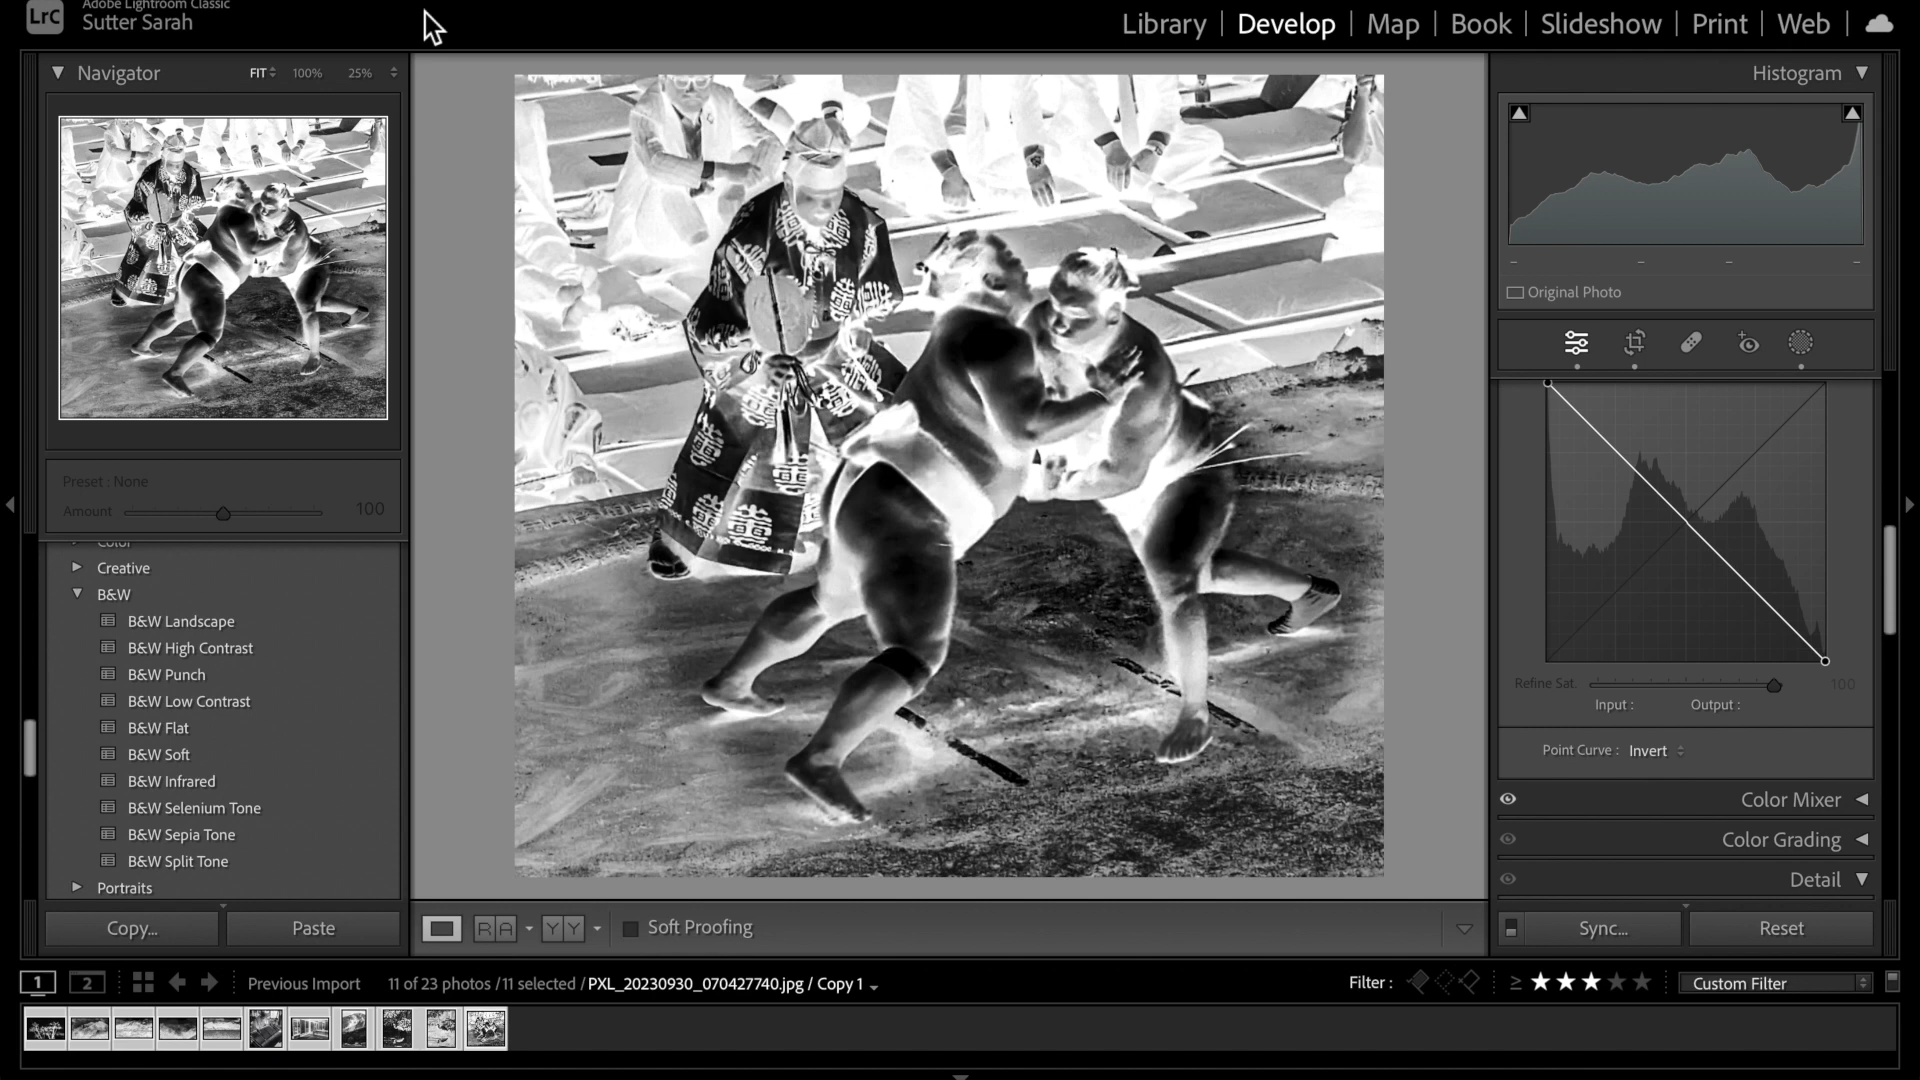 LrC
Adobe Lightroom Classic
Sutter Sarah
Library | Develop | Map | Book | Slideshow | Print | Web
Navigator FIT 100% 25%
Preset : None
Amount 100
Color
Creative
B&W
B&W Landscape
B&W High Contrast
B&W Punch
B&W Low Contrast
B&W Flat
B&W Soft
B&W Infrared
B&W Selenium Tone
B&W Sepia Tone
B&W Split Tone
Portraits
Copy... Paste
R A Y Y Soft Proofing
Histogram
Original Photo
Refine Sat. 100
Input : Output :
Point Curve : Invert
Color Mixer
Color Grading
Detail
Sync... Reset
1 2 Previous Import 11 of 23 photos / 11 selected / PXL_20230930_070427740.jpg / Copy 1 Filter : ≥ ★★★★★ Custom Filter